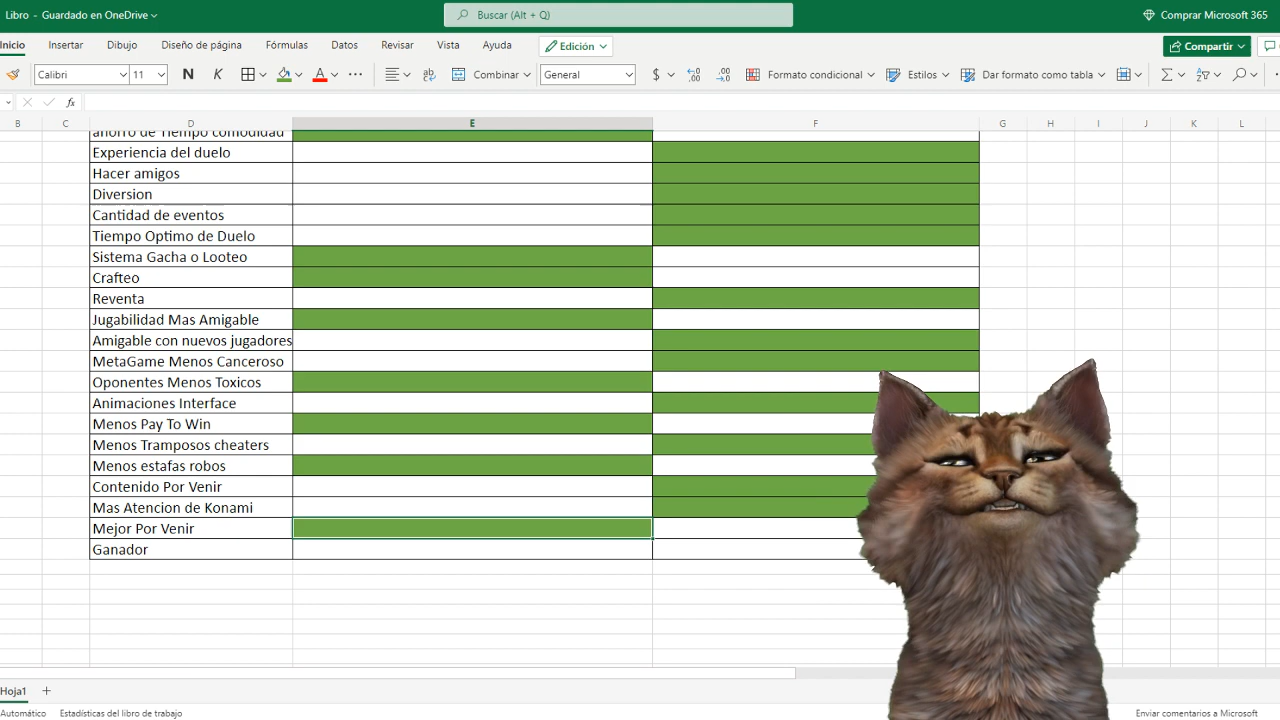 Libro - Guardado en OneDrive
Buscar (Alt + Q)
Comprar Microsoft 365
Inicio Insertar Dibujo Diseño de página Fórmulas Datos Revisar Vista Ayuda Edición Compartir
Calibri 11 N K A ab Combinar General $ Formato condicional Estilos Dar formato como tabla
fx
B C D E F G H I J K L
ahorro de Tiempo comodidad
Experiencia del duelo
Hacer amigos
Diversion
Cantidad de eventos
Tiempo Optimo de Duelo
Sistema Gacha o Looteo
Crafteo
Reventa
Jugabilidad Mas Amigable
Amigable con nuevos jugadores
MetaGame Menos Canceroso
Oponentes Menos Toxicos
Animaciones Interface
Menos Pay To Win
Menos Tramposos cheaters
Menos estafas robos
Contenido Por Venir
Mas Atencion de Konami
Mejor Por Venir
Ganador
Hoja1
Automático Estadísticas del libro de trabajo Enviar comentarios a Microsoft